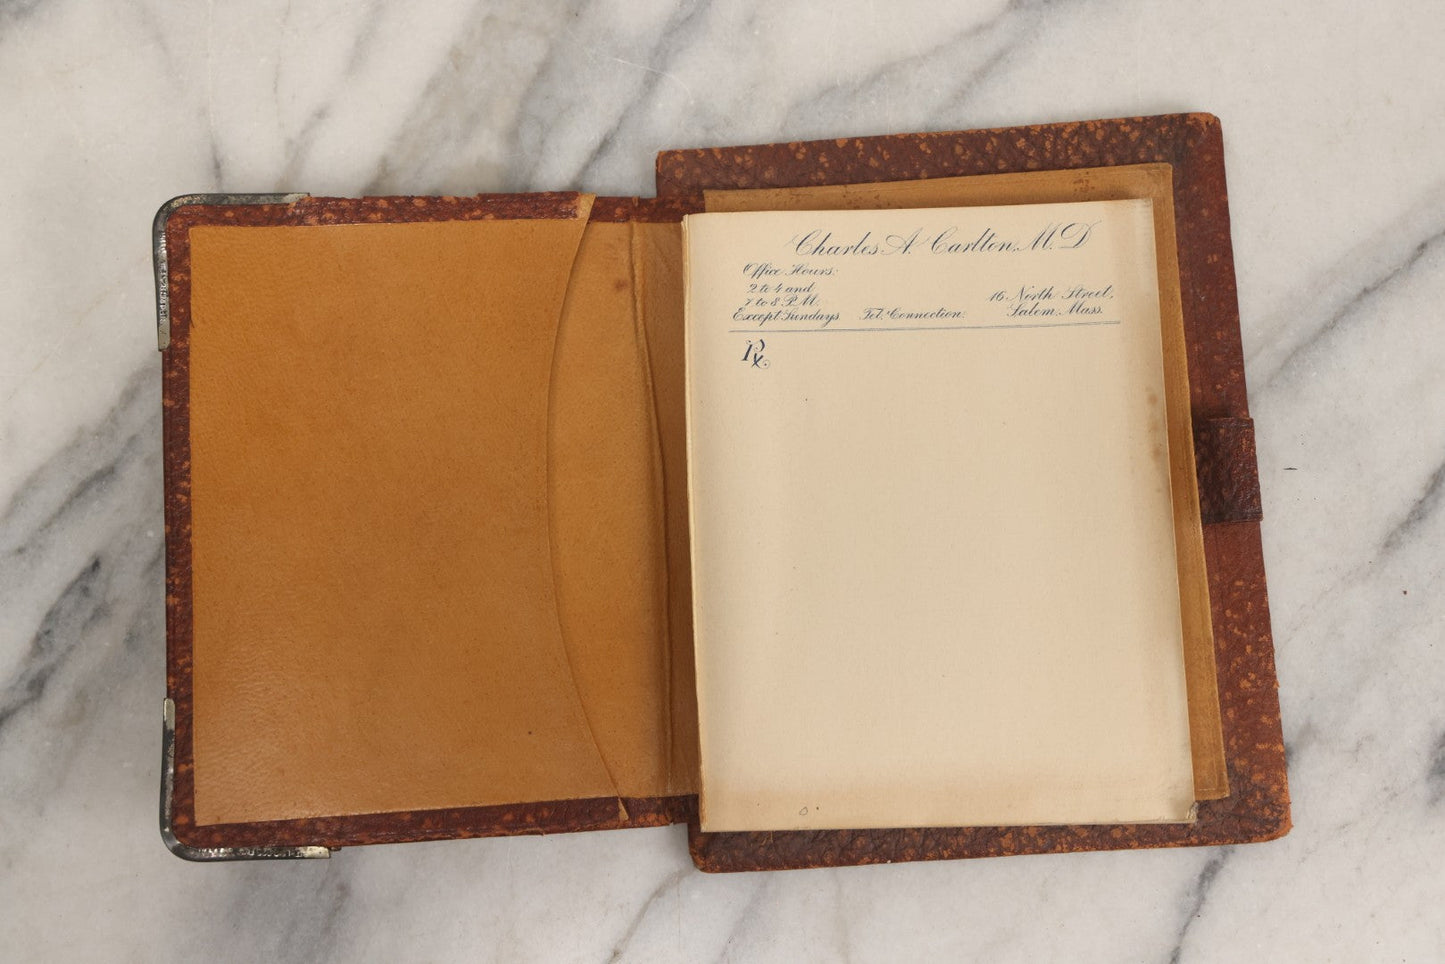 Charles A. Carlton, M.D.
Office Hours:
2 to 4 and
7 to 8 P.M.
Except Sundays. Tel. Connection.
16 North Street,
Salem, Mass.
Rx